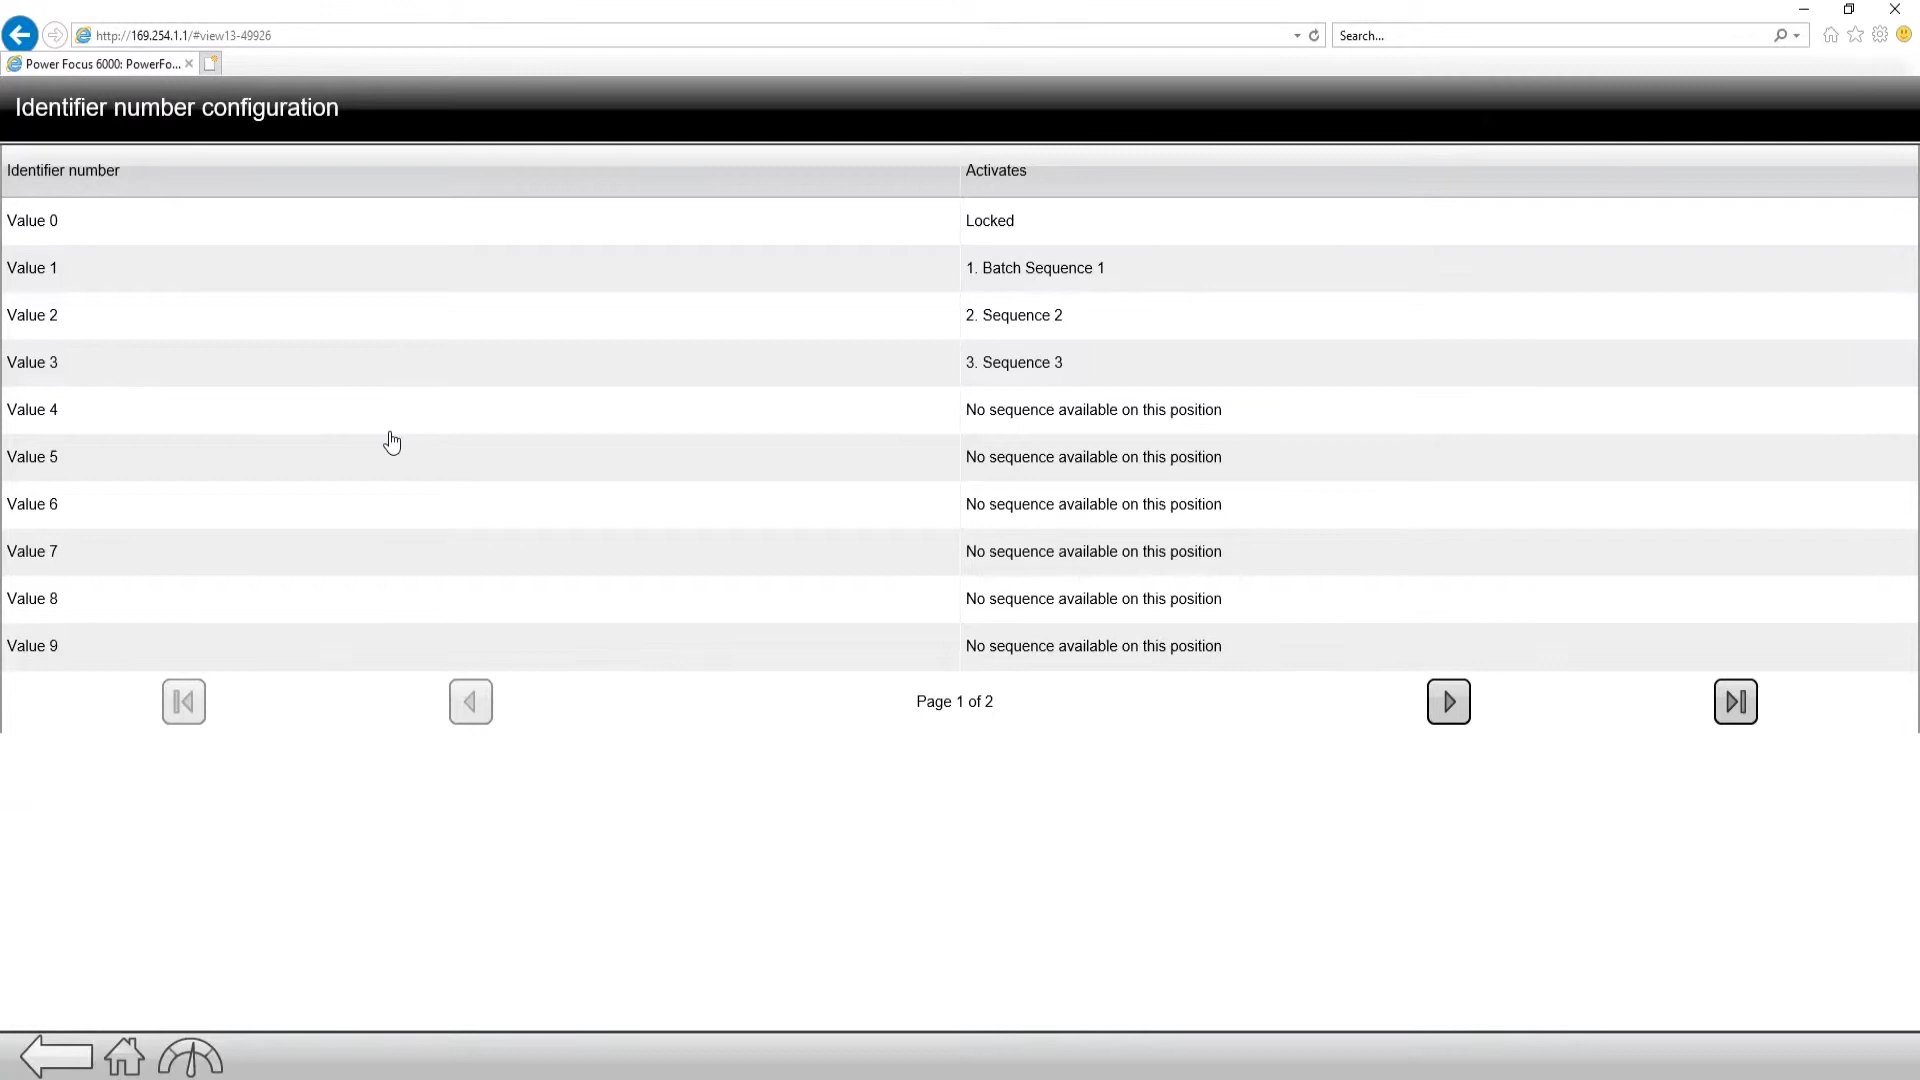 http://169.254.1.1/#view13-49926
Search...
Power Focus 6000: PowerFo...
Identifier number configuration
Identifier number Activates
Value 0 Locked
Value 1 1. Batch Sequence 1
Value 2 2. Sequence 2
Value 3 3. Sequence 3
Value 4 No sequence available on this position
Value 5 No sequence available on this position
Value 6 No sequence available on this position
Value 7 No sequence available on this position
Value 8 No sequence available on this position
Value 9 No sequence available on this position
Page 1 of 2